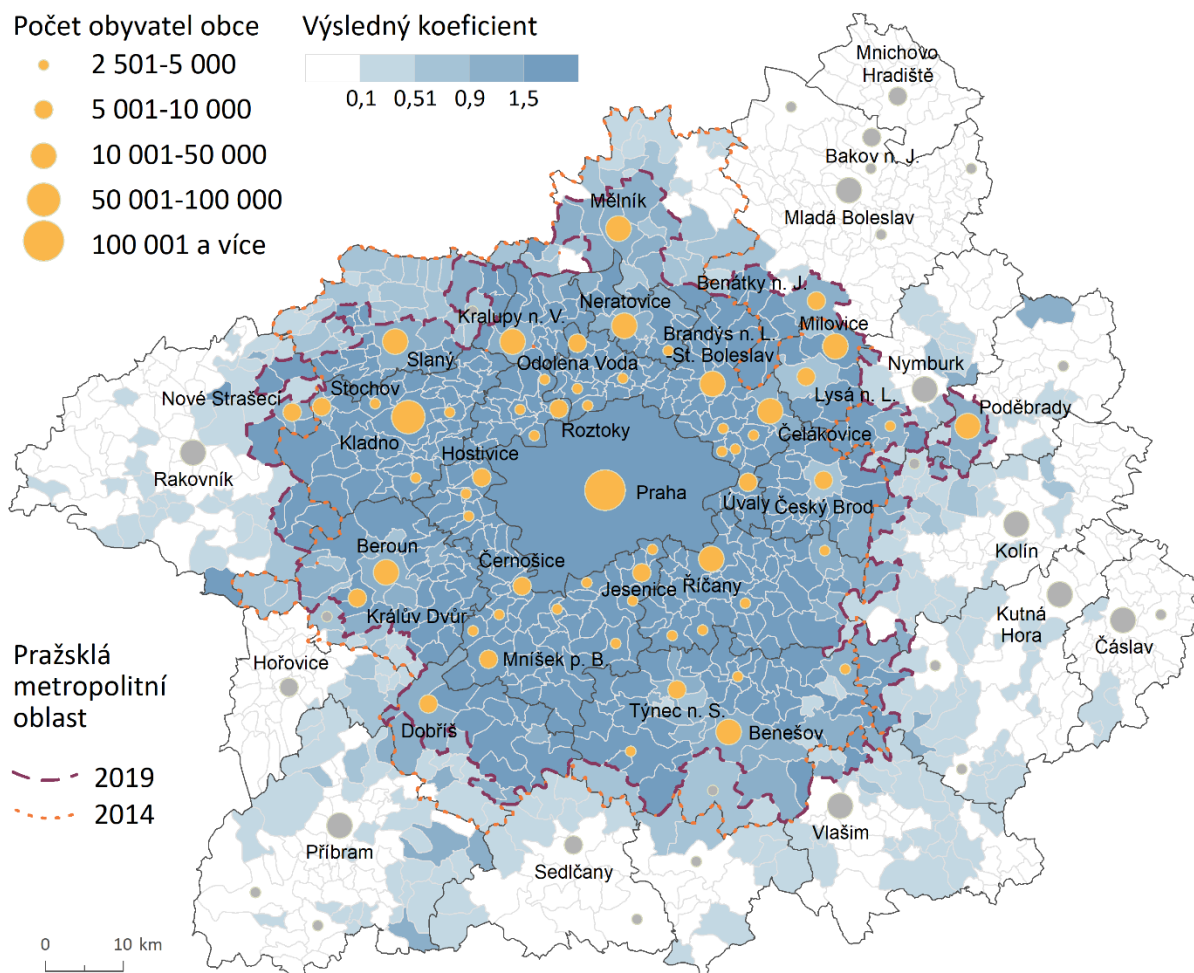 Počet obyvatel obce
2 501-5 000
5 001-10 000
10 001-50 000
50 001-100 000
100 001 a více
Výsledný koeficient
0,1 0,51 0,9 1,5
Mnichovo
Hradiště
Bakov n. J.
Mladá Boleslav
Mělník
Benátky n. J.
Neratovice
Kralupy n. V.
Brandýs n. L.
-St. Boleslav
Milovice
Slaný
Odolena Voda
Nymburk
Stochov
Nové Strašecí
Lysá n. L.
Poděbrady
Kladno
Roztoky
Čelákovice
Hostivice
Rakovník
Praha
Úvaly
Český Brod
Kolín
Beroun
Černošice
Jesenice
Říčany
Králův Dvůr
Kutná
Hora
Čáslav
Mníšek p. B.
Hořovice
Týnec n. S.
Dobříš
Benešov
Vlašim
Příbram
Sedlčany
Pražsklá
metropolitní
oblast
2019
2014
0 10 km